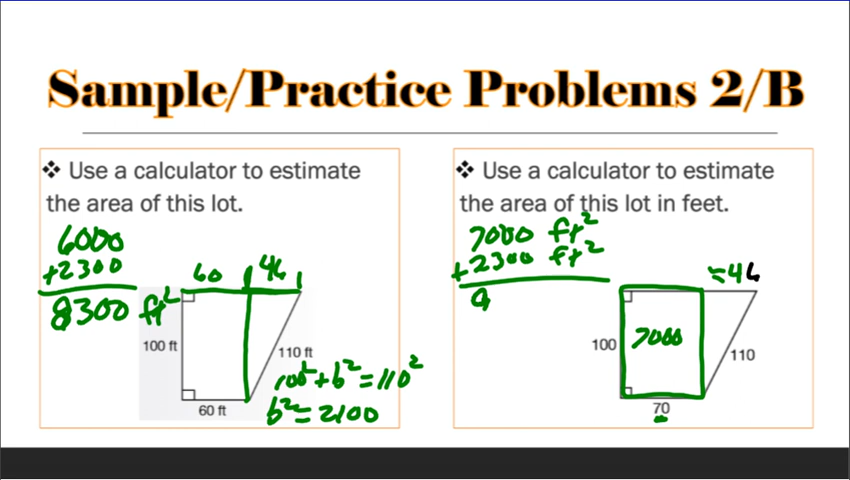 Sample/Practice Problems 2/B
❖ Use a calculator to estimate
the area of this lot.
6000
+2300
8300 ft²
60 46
100 ft
110 ft
60 ft
100² + b² = 110²
b² = 2100
❖ Use a calculator to estimate
the area of this lot in feet.
7000 ft²
+2300 ft²
9
≈46
100
7000
110
70